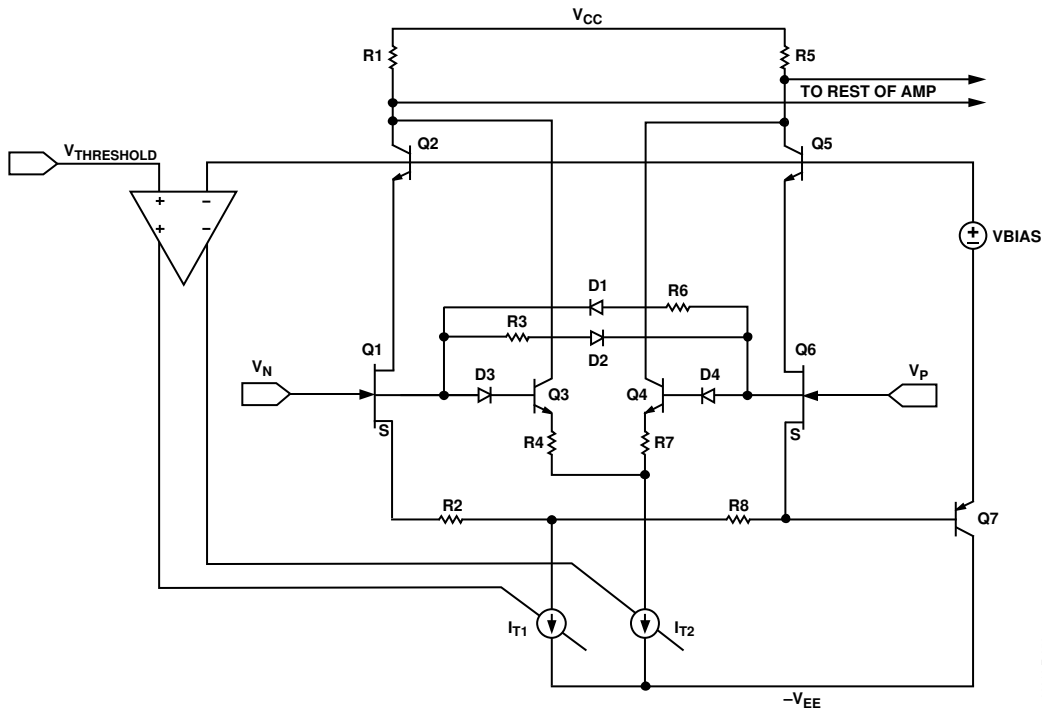 VCC
R1
R5
TO REST OF AMP
Q2
Q5
VTHRESHOLD
+
−
+
−
+
−
VBIAS
D1
R6
R3
D2
Q1
Q6
VN
D3
Q3
Q4
D4
VP
S
R4
R7
S
R2
R8
Q7
IT1
IT2
−VEE